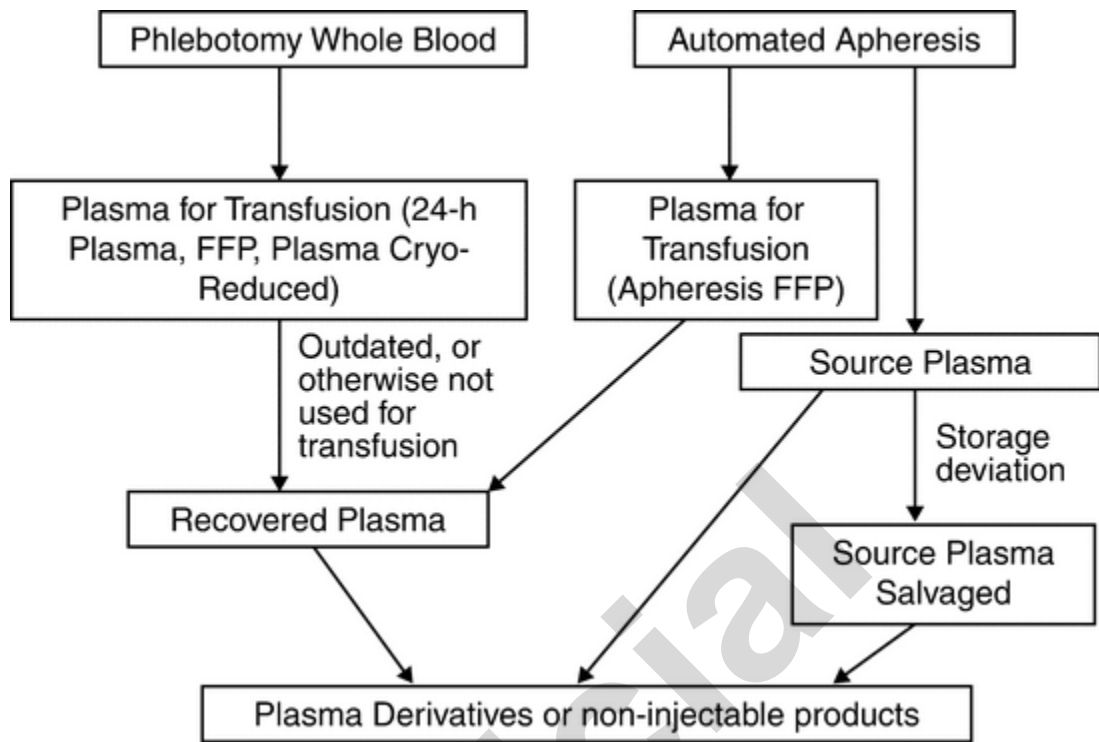 Phlebotomy Whole Blood
Automated Apheresis
Plasma for Transfusion (24-h
Plasma, FFP, Plasma Cryo-
Reduced)
Plasma for
Transfusion
(Apheresis FFP)
Outdated, or
otherwise not
used for
transfusion
Source Plasma
Storage
deviation
Recovered Plasma
Source Plasma
Salvaged
Plasma Derivatives or non-injectable products